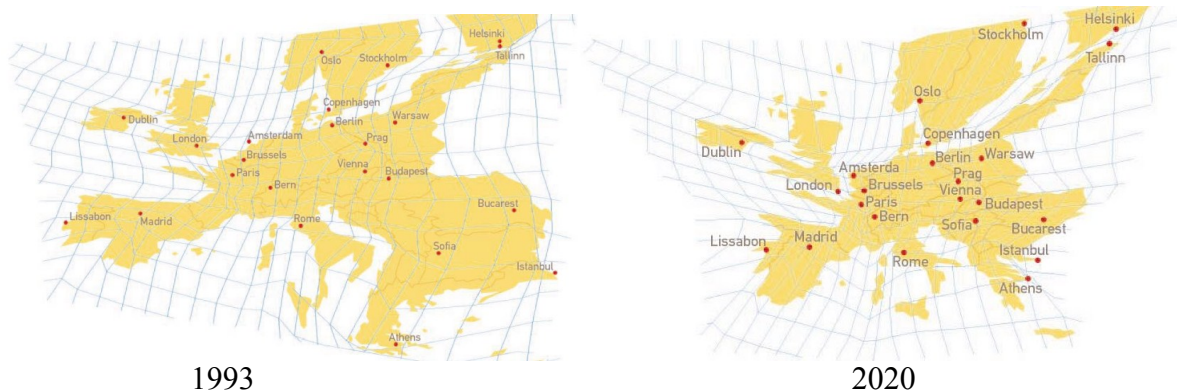 Helsinki
Oslo
Stockholm
Tallinn
Copenhagen
Dublin
Warsaw
Berlin
London
Amsterdam
Prag
Brussels
Vienna
Paris
Budapest
Bern
Lissabon
Madrid
Rome
Bucarest
Sofia
Istanbul
Athens
1993
Helsinki
Stockholm
Tallinn
Oslo
Copenhagen
Dublin
Berlin
Warsaw
Amsterda
Prag
London
Brussels
Vienna
Paris
Budapest
Bern
Sofia
Bucarest
Lissabon
Madrid
Rome
Istanbul
Athens
2020